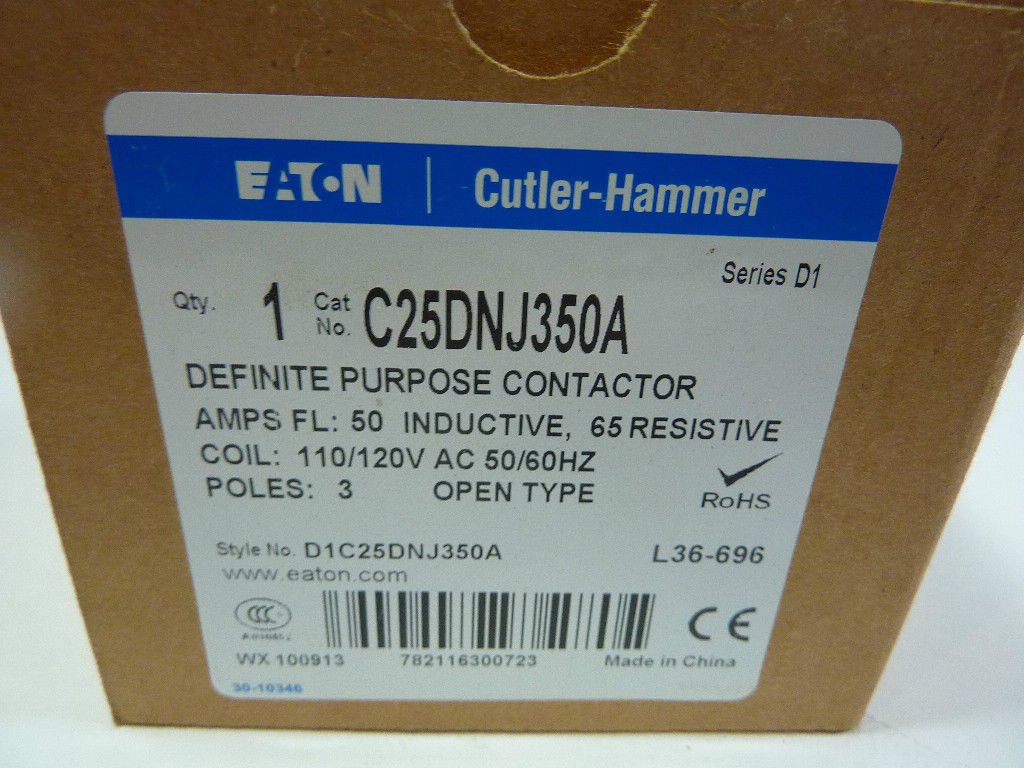 EATON | Cutler-Hammer
Series D1
Qty. 1 Cat No. C25DNJ350A
DEFINITE PURPOSE CONTACTOR
AMPS FL: 50 INDUCTIVE, 65 RESISTIVE
COIL: 110/120V AC 50/60HZ
POLES: 3 OPEN TYPE
RoHS
Style No. D1C25DNJ350A L36-696
www.eaton.com
CCC
CE
WX 100913 782116300723 Made in China
30-10346